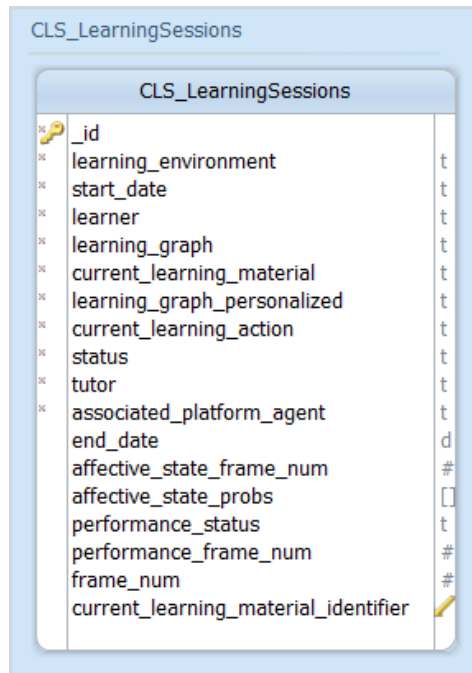 CLS_LearningSessions
CLS_LearningSessions
* _id
* learning_environment t
* start_date t
* learner t
* learning_graph t
* current_learning_material t
* learning_graph_personalized t
* current_learning_action t
* status t
* tutor t
* associated_platform_agent t
end_date d
affective_state_frame_num #
affective_state_probs []
performance_status t
performance_frame_num #
frame_num #
current_learning_material_identifier